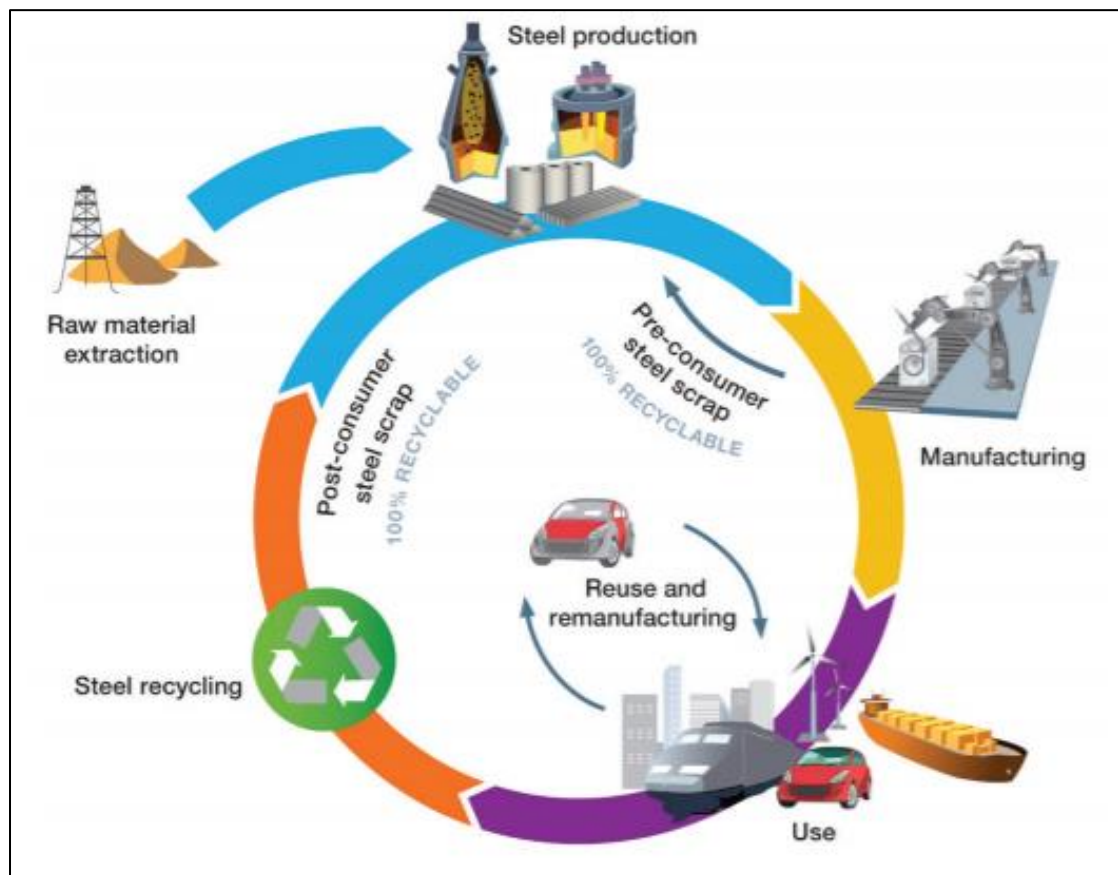 Steel production
Raw material
extraction
Pre-consumer
steel scrap
100% RECYCLABLE
Manufacturing
Post-consumer
steel scrap
100% RECYCLABLE
Reuse and
remanufacturing
Steel recycling
Use